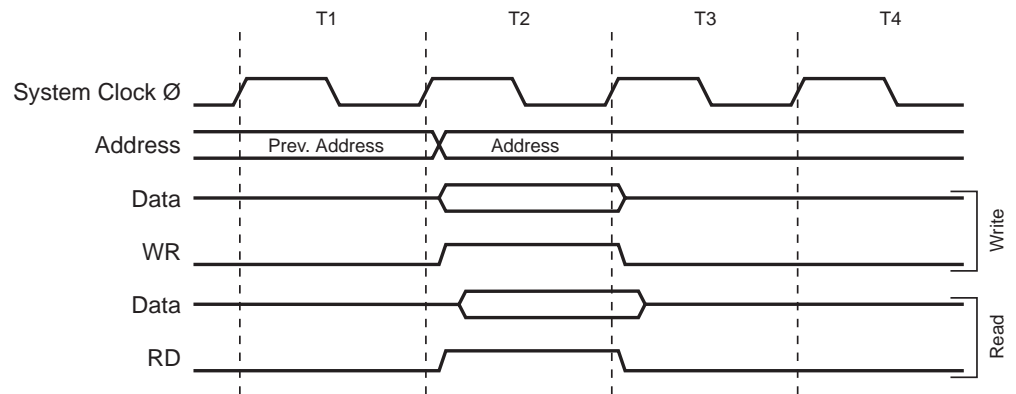 T1 T2 T3 T4
System Clock Ø
Address Prev. Address Address
Data
WR
Write
Data
RD
Read